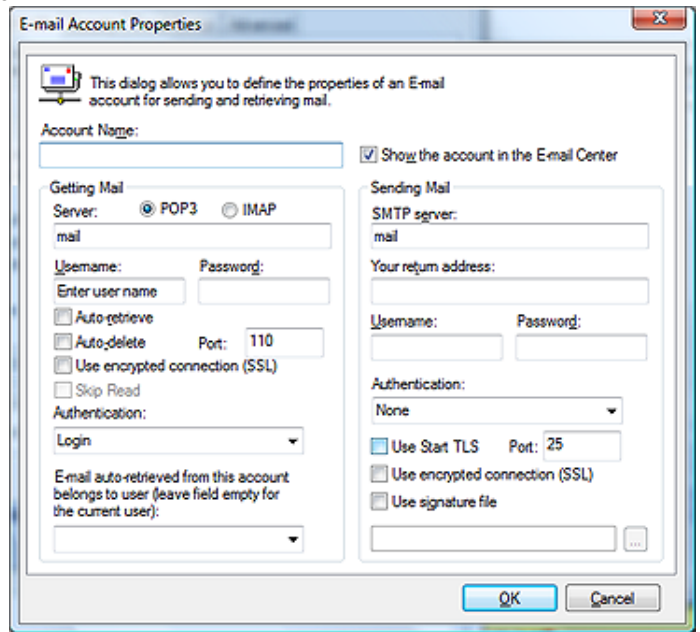 E-mail Account Properties
This dialog allows you to define the properties of an E-mail
account for sending and retrieving mail.
Account Name:
Show the account in the E-mail Center
Getting Mail
Server:
POP3
IMAP
mail
Username:
Password:
Enter user name
Auto-retrieve
Auto-delete
Port:
110
Use encrypted connection (SSL)
Skip Read
Authentication:
Login
E-mail auto-retrieved from this account
belongs to user (leave field empty for
the current user):
Sending Mail
SMTP server:
mail
Your return address:
Username:
Password:
Authentication:
None
Use Start TLS
Port:
25
Use encrypted connection (SSL)
Use signature file
...
OK
Cancel